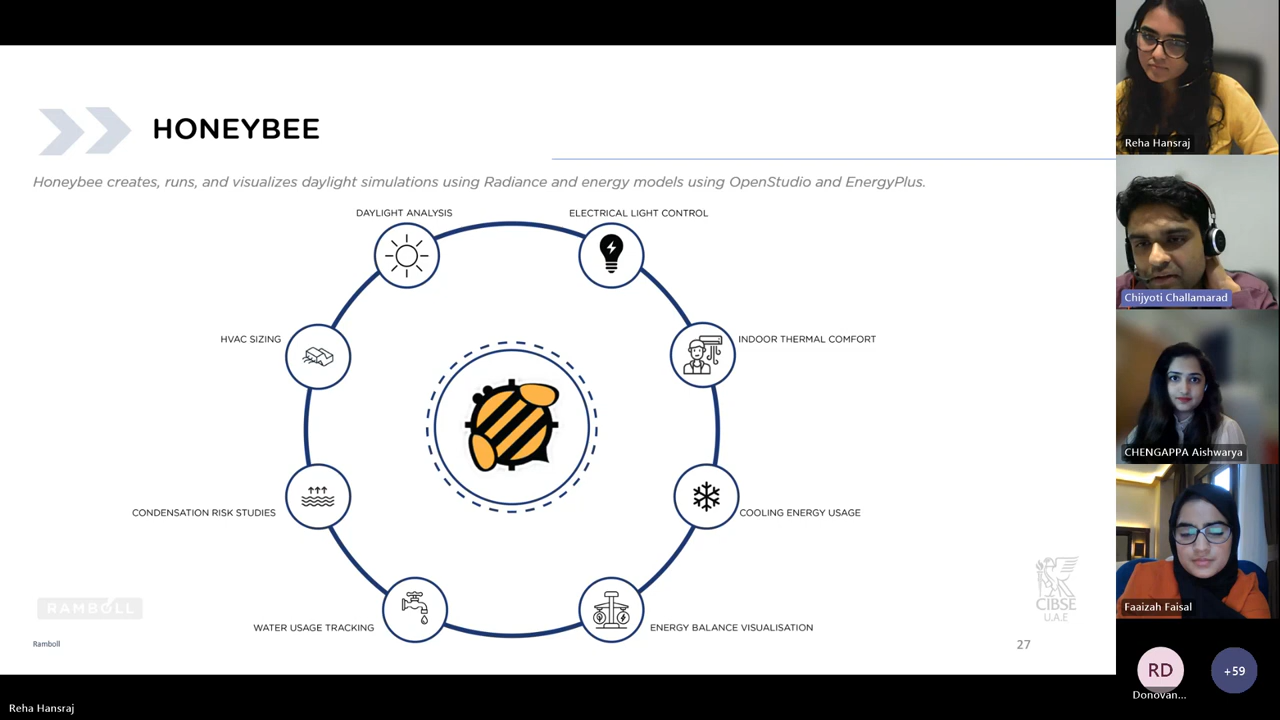 HONEYBEE
Honeybee creates, runs, and visualizes daylight simulations using Radiance and energy models using OpenStudio and EnergyPlus.
DAYLIGHT ANALYSIS
ELECTRICAL LIGHT CONTROL
HVAC SIZING
INDOOR THERMAL COMFORT
CONDENSATION RISK STUDIES
COOLING ENERGY USAGE
WATER USAGE TRACKING
ENERGY BALANCE VISUALISATION
RAMBOLL
Ramboll
CIBSE
U.A.E
27
Reha Hansraj
Chijyoti Challamarad
CHENGAPPA Aishwarya
Faaizah Faisal
RD
Donovan...
+59
Reha Hansraj